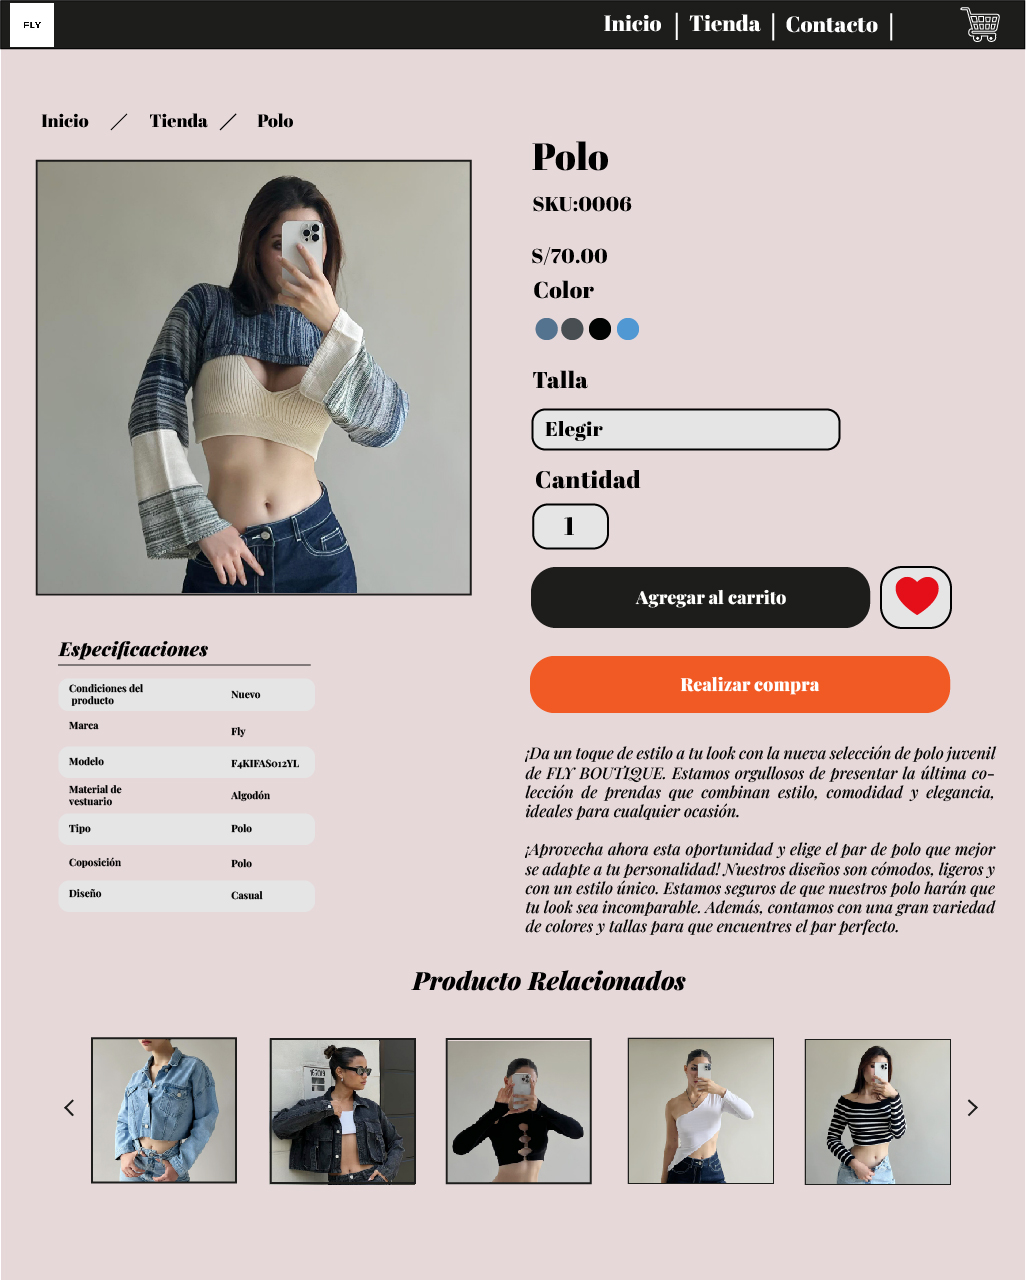 FLY
Inicio | Tienda | Contacto |
Inicio / Tienda / Polo
Polo
SKU:0006
S/70.00
Color
Talla
Elegir
Cantidad
1
Agregar al carrito
Realizar compra
Especificaciones
Condiciones del
producto
Nuevo
Marca
Fly
Modelo
F4KIFAS012YL
Material de
vestuario
Algodón
Tipo
Polo
Coposición
Polo
Diseño
Casual
¡Da un toque de estilo a tu look con la nueva selección de polo juvenil
de FLY BOUTIQUE. Estamos orgullosos de presentar la última co-
lección de prendas que combinan estilo, comodidad y elegancia,
ideales para cualquier ocasión.
¡Aprovecha ahora esta oportunidad y elige el par de polo que mejor
se adapte a tu personalidad! Nuestros diseños son cómodos, ligeros y
con un estilo único. Estamos seguros de que nuestros polo harán que
tu look sea incomparable. Además, contamos con una gran variedad
de colores y tallas para que encuentres el par perfecto.
Producto Relacionados